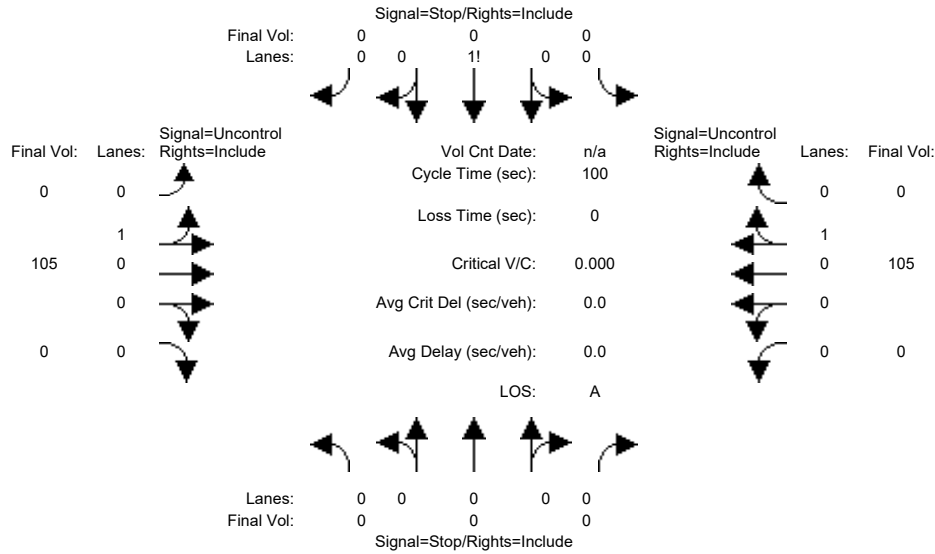 Signal=Stop/Rights=Include
Final Vol: 0 0 0
Lanes: 0 0 1! 0 0
Signal=Uncontrol Signal=Uncontrol
Final Vol: Lanes: Rights=Include Vol Cnt Date: n/a Rights=Include Lanes: Final Vol:
Cycle Time (sec): 100
0 0 0 0
Loss Time (sec): 0
1 1
105 0 Critical V/C: 0.000 0 105
0 Avg Crit Del (sec/veh): 0.0 0
0 0 Avg Delay (sec/veh): 0.0 0 0
LOS: A
Lanes: 0 0 0 0 0
Final Vol: 0 0 0
Signal=Stop/Rights=Include